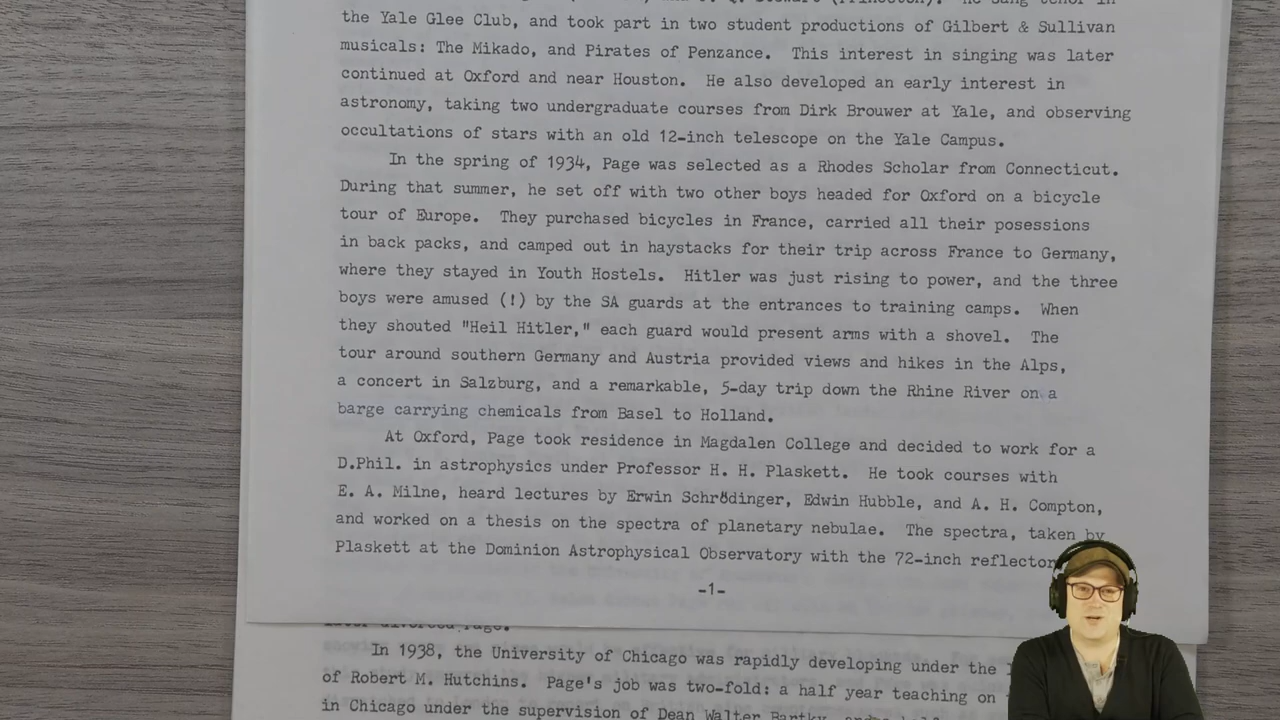 the Yale Glee Club, and took part in two student productions of Gilbert & Sullivan
musicals: The Mikado, and Pirates of Penzance. This interest in singing was later
continued at Oxford and near Houston. He also developed an early interest in
astronomy, taking two undergraduate courses from Dirk Brouwer at Yale, and observing
occultations of stars with an old 12-inch telescope on the Yale Campus.
In the spring of 1934, Page was selected as a Rhodes Scholar from Connecticut.
During that summer, he set off with two other boys headed for Oxford on a bicycle
tour of Europe. They purchased bicycles in France, carried all their posessions
in back packs, and camped out in haystacks for their trip across France to Germany,
where they stayed in Youth Hostels. Hitler was just rising to power, and the three
boys were amused (!) by the SA guards at the entrances to training camps. When
they shouted "Heil Hitler," each guard would present arms with a shovel. The
tour around southern Germany and Austria provided views and hikes in the Alps,
a concert in Salzburg, and a remarkable, 5-day trip down the Rhine River on a
barge carrying chemicals from Basel to Holland.
At Oxford, Page took residence in Magdalen College and decided to work for a
D.Phil. in astrophysics under Professor H. H. Plaskett. He took courses with
E. A. Milne, heard lectures by Erwin Schrödinger, Edwin Hubble, and A. H. Compton,
and worked on a thesis on the spectra of planetary nebulae. The spectra, taken by
Plaskett at the Dominion Astrophysical Observatory with the 72-inch reflector
-1-
In 1938, the University of Chicago was rapidly developing under the
of Robert M. Hutchins. Page's job was two-fold: a half year teaching on
in Chicago under the supervision of Dean Walter Bartky,